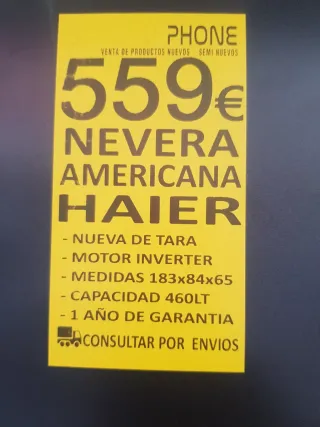 PHONE
VENTA DE PRODUCTOS NUEVOS SEMI NUEVOS
559€
NEVERA
AMERICANA
HAIER
- NUEVA DE TARA
- MOTOR INVERTER
- MEDIDAS 183x84x65
- CAPACIDAD 460LT
- 1 AÑO DE GARANTIA
CONSULTAR POR ENVIOS